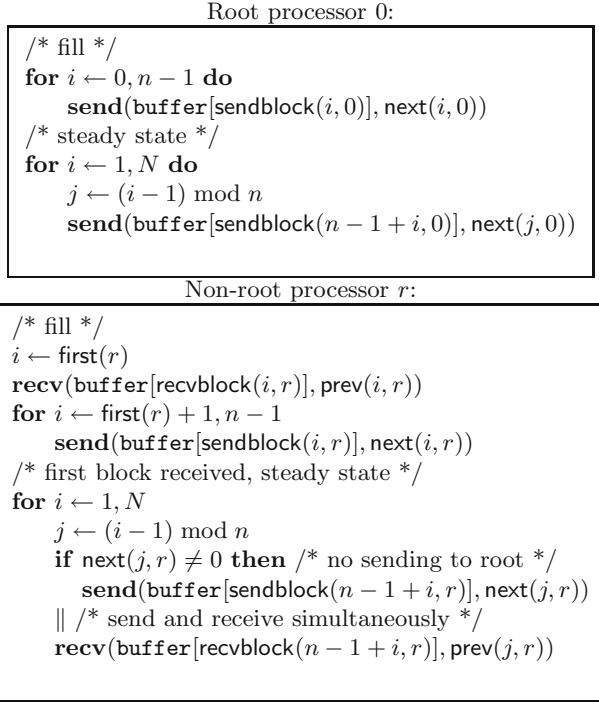 Root processor 0:
/* fill */
for i ← 0, n − 1 do
send(buffer[sendblock(i, 0)], next(i, 0))
/* steady state */
for i ← 1, N do
j ← (i − 1) mod n
send(buffer[sendblock(n − 1 + i, 0)], next(j, 0))
Non-root processor r:
/* fill */
i ← first(r)
recv(buffer[recvblock(i, r)], prev(i, r))
for i ← first(r) + 1, n − 1
send(buffer[sendblock(i, r)], next(i, r))
/* first block received, steady state */
for i ← 1, N
j ← (i − 1) mod n
if next(j, r) ≠ 0 then /* no sending to root */
send(buffer[sendblock(n − 1 + i, r)], next(j, r))
∥ /* send and receive simultaneously */
recv(buffer[recvblock(n − 1 + i, r)], prev(j, r))